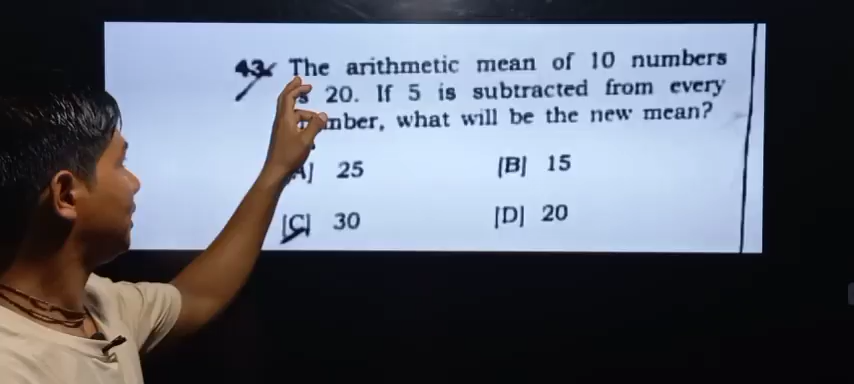 43. The arithmetic mean of 10 numbers
20. If 5 is subtracted from every
what will be the new mean?
25 [B] 15
[C] 30 [D] 20